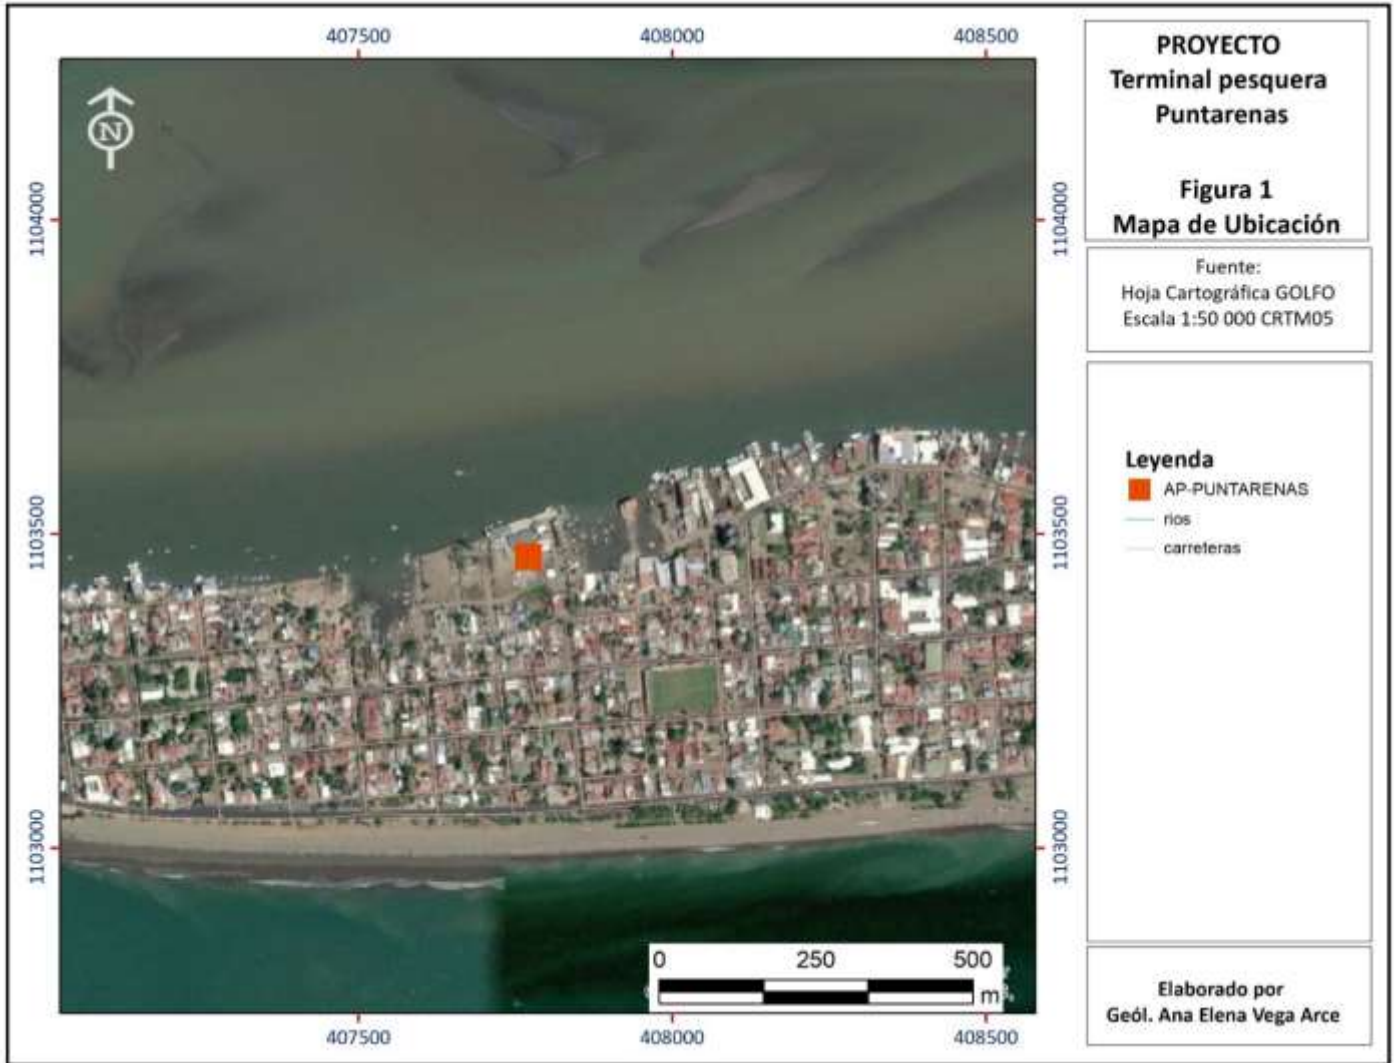 407500 408000 408500
PROYECTO
Terminal pesquera
Puntarenas
Figura 1
Mapa de Ubicación
Fuente:
Hoja Cartográfica GOLFO
Escala 1:50 000 CRTM05
N
1104000
1104000
1103500
1103500
1103000
1103000
Leyenda
AP-PUNTARENAS
rios
carreteras
0 250 500
m
407500 408000 408500
Elaborado por
Geól. Ana Elena Vega Arce